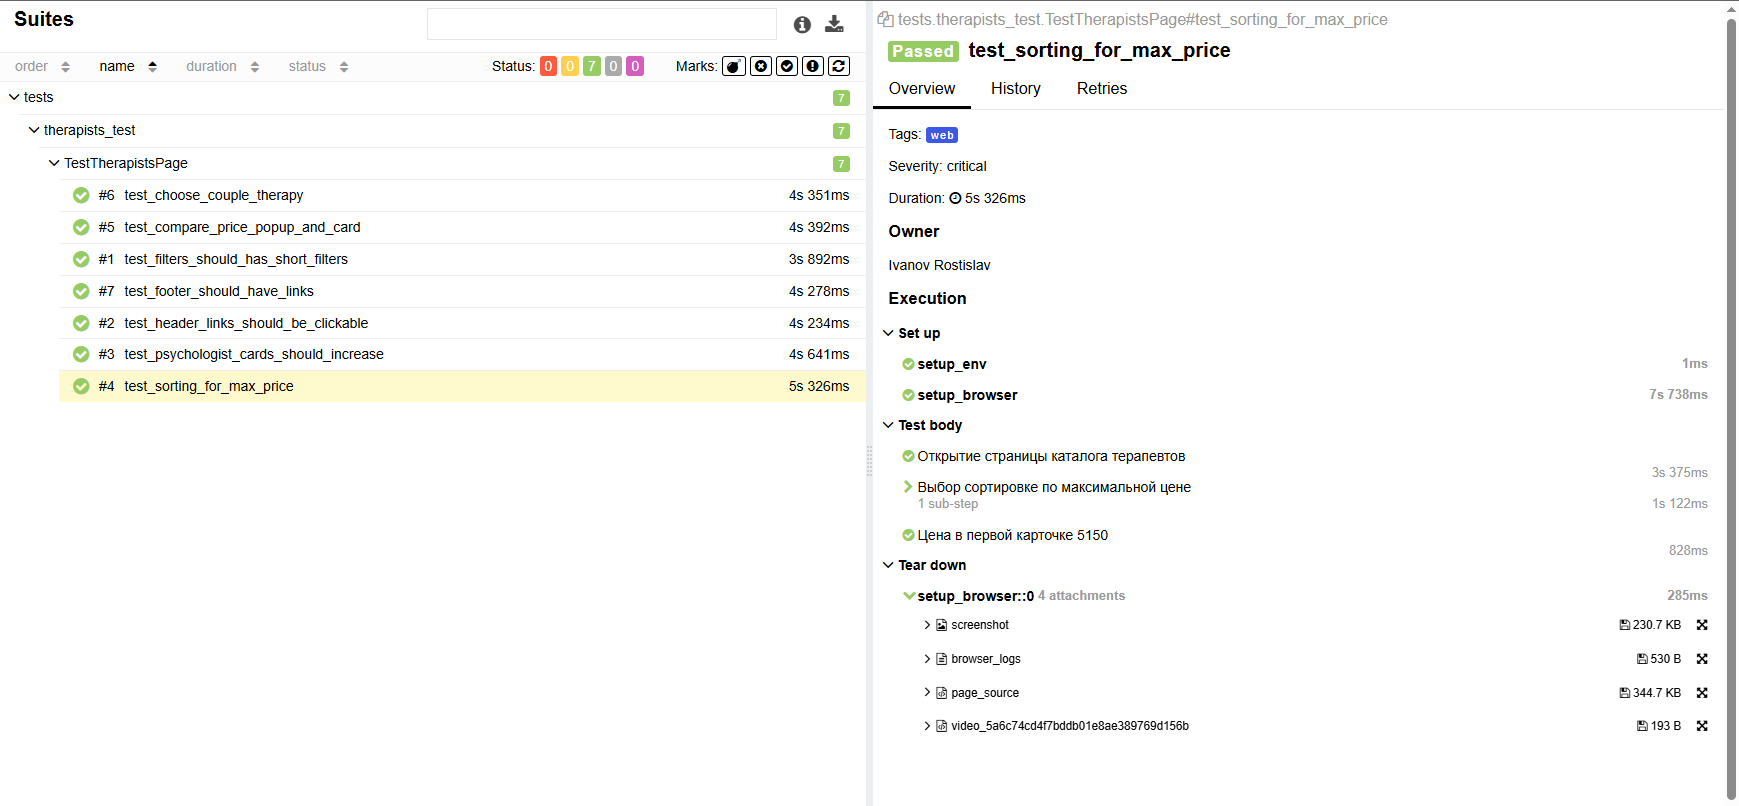 Suites
order name duration status Status: 0 0 7 0 0 Marks:
tests 7
therapists_test 7
TestTherapistsPage 7
#6 test_choose_couple_therapy 4s 351ms
#5 test_compare_price_popup_and_card 4s 392ms
#1 test_filters_should_has_short_filters 3s 892ms
#7 test_footer_should_have_links 4s 278ms
#2 test_header_links_should_be_clickable 4s 234ms
#3 test_psychologist_cards_should_increase 4s 641ms
#4 test_sorting_for_max_price 5s 326ms
tests.therapists_test.TestTherapistsPage#test_sorting_for_max_price
Passed test_sorting_for_max_price
Overview History Retries
Tags: web
Severity: critical
Duration: 5s 326ms
Owner
Ivanov Rostislav
Execution
Set up
setup_env 1ms
setup_browser 7s 738ms
Test body
Открытие страницы каталога терапевтов
3s 375ms
Выбор сортировке по максимальной цене
1 sub-step 1s 122ms
Цена в первой карточке 5150
828ms
Tear down
setup_browser::0 4 attachments 285ms
screenshot 230.7 KB
browser_logs 530 B
page_source 344.7 KB
video_5a6c74cd4f7bddb01e8ae389769d156b 193 B